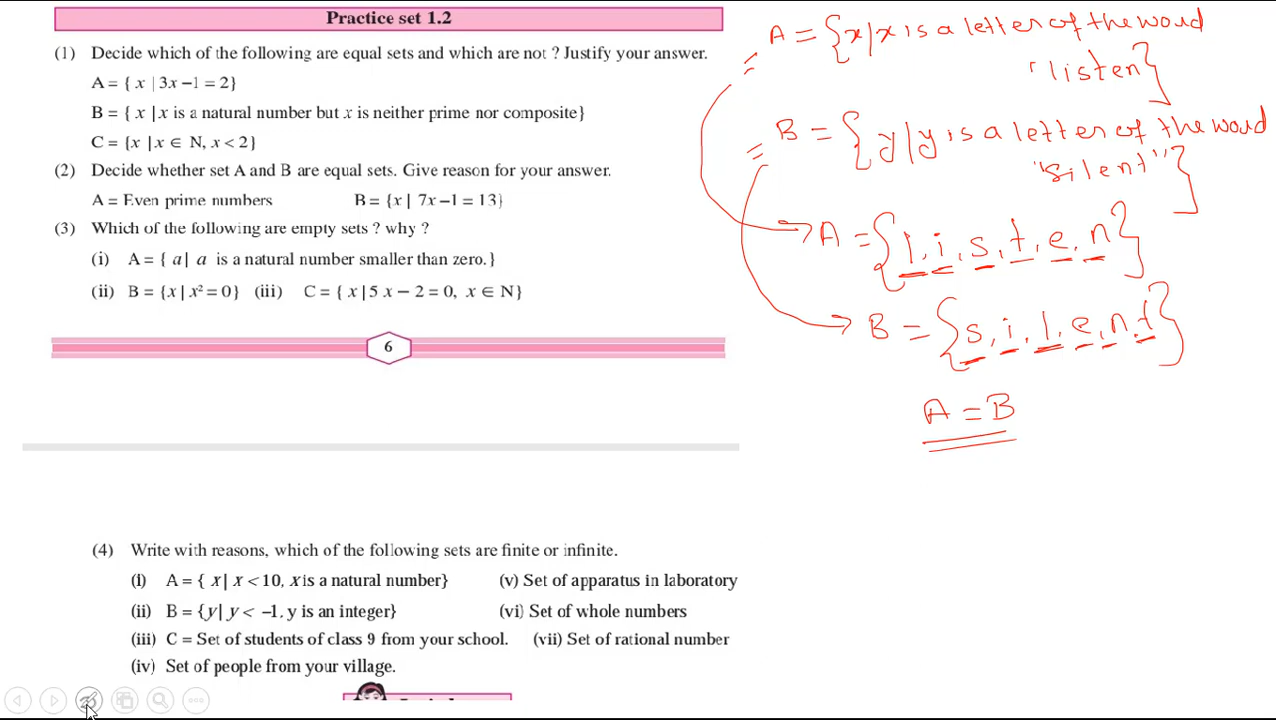 Practice set 1.2
(1) Decide which of the following are equal sets and which are not ? Justify your answer.
A = { x | 3x –1 = 2}
B = { x | x is a natural number but x is neither prime nor composite}
C = {x | x ∈ N, x < 2}
(2) Decide whether set A and B are equal sets. Give reason for your answer.
A = Even prime numbers B = {x | 7x –1 = 13}
(3) Which of the following are empty sets ? why ?
(i) A = { a| a is a natural number smaller than zero.}
(ii) B = {x | x² = 0} (iii) C = { x | 5 x – 2 = 0, x ∈ N}
6
(4) Write with reasons, which of the following sets are finite or infinite.
(i) A = { x| x < 10, x is a natural number} (v) Set of apparatus in laboratory
(ii) B = {y| y < –1, y is an integer} (vi) Set of whole numbers
(iii) C = Set of students of class 9 from your school. (vii) Set of rational number
(iv) Set of people from your village.
A = {x/x is a letter of the word
'listen}
B = {y/y is a letter of the word
"silent"}
A = {l, i, s, t, e, n}
B = {s, i, l, e, n, t}
A = B